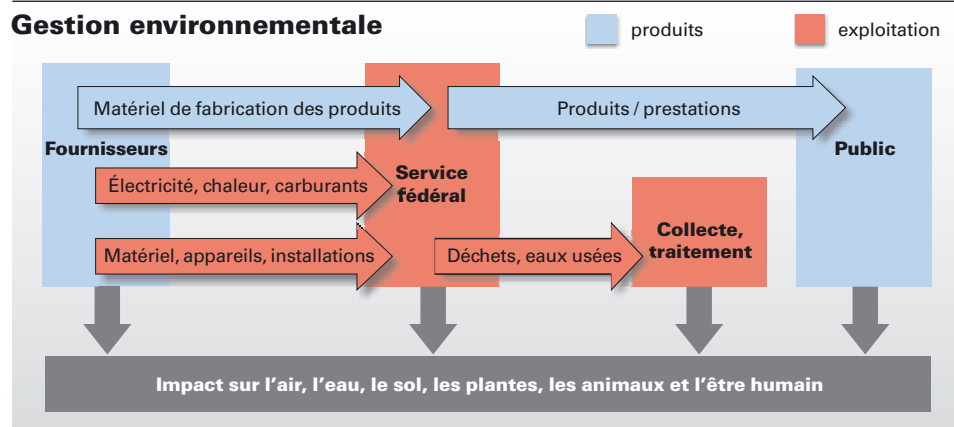 Gestion environnementale
produits
exploitation
Matériel de fabrication des produits
Produits / prestations
Fournisseurs
Service
fédéral
Public
Électricité, chaleur, carburants
Matériel, appareils, installations
Déchets, eaux usées
Collecte,
traitement
Impact sur l'air, l'eau, le sol, les plantes, les animaux et l'être humain